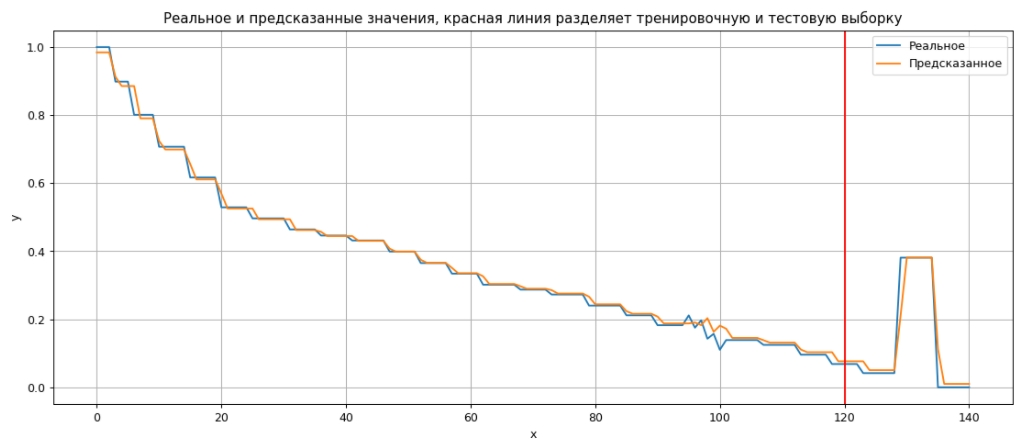 Реальное и предсказанные значения, красная линия разделяет тренировочную и тестовую выборку
1.0
Реальное
Предсказанное
0.8
0.6
y
0.4
0.2
0.0
0 20 40 60 80 100 120 140
x